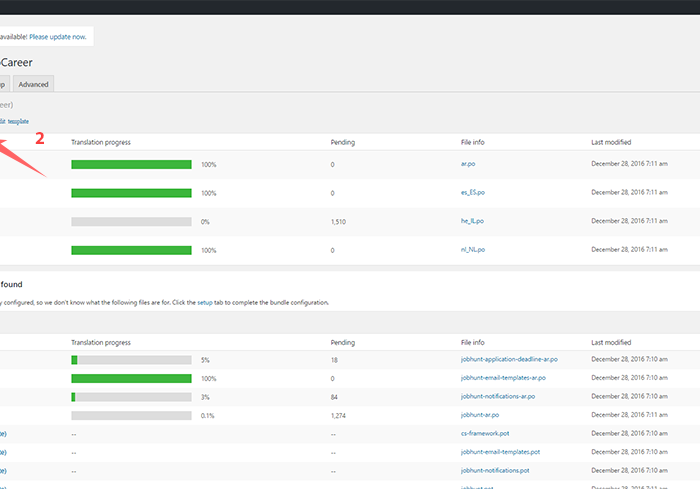 available! Please update now.
Career
up Advanced
eer)
dit template
2
Translation progress Pending File info Last modified
100% 0 ar.po December 28, 2016 7:11 am
100% 0 es_ES.po December 28, 2016 7:11 am
0% 1,510 he_IL.po December 28, 2016 7:11 am
100% 0 nl_NL.po December 28, 2016 7:11 am
found
y configured, so we don't know what the following files are for. Click the setup tab to complete the bundle configuration.
Translation progress Pending File info Last modified
5% 18 jobhunt-application-deadline-ar.po December 28, 2016 7:10 am
100% 0 jobhunt-email-templates-ar.po December 28, 2016 7:10 am
3% 84 jobhunt-notifications-ar.po December 28, 2016 7:10 am
0.1% 1,274 jobhunt-ar.po December 28, 2016 7:11 am
te) -- -- cs-framework.pot December 28, 2016 7:10 am
te) -- -- jobhunt-email-templates.pot December 28, 2016 7:10 am
te) -- -- jobhunt-notifications.pot December 28, 2016 7:10 am